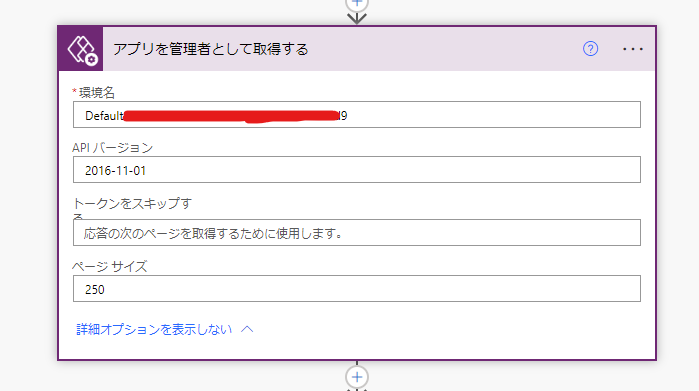 アプリを管理者として取得する
* 環境名
Default
API バージョン
2016-11-01
トークンをスキップす
る
応答の次のページを取得するために使用します。
ページ サイズ
250
詳細オプションを表示しない